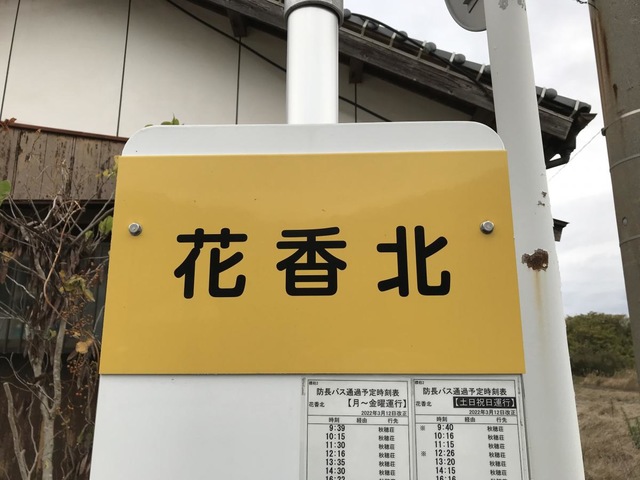 花香北
防長バス通過予定時刻表
花香北 【月～金曜運行】
2022年3月12日改正
時刻 経由 行先
9:39 秋穂荘
10:15 秋穂荘
11:30 秋穂荘
12:16 秋穂荘
13:35 秋穂荘
14:30 秋穂荘
防長バス通過予定時刻表
花香北 【土日祝日運行】
2022年3月12日改正
時刻 経由 行先
※ 9:40 秋穂荘
10:16 秋穂荘
11:15 秋穂荘
※ 12:26 秋穂荘
13:20 秋穂荘
14:15 秋穂荘